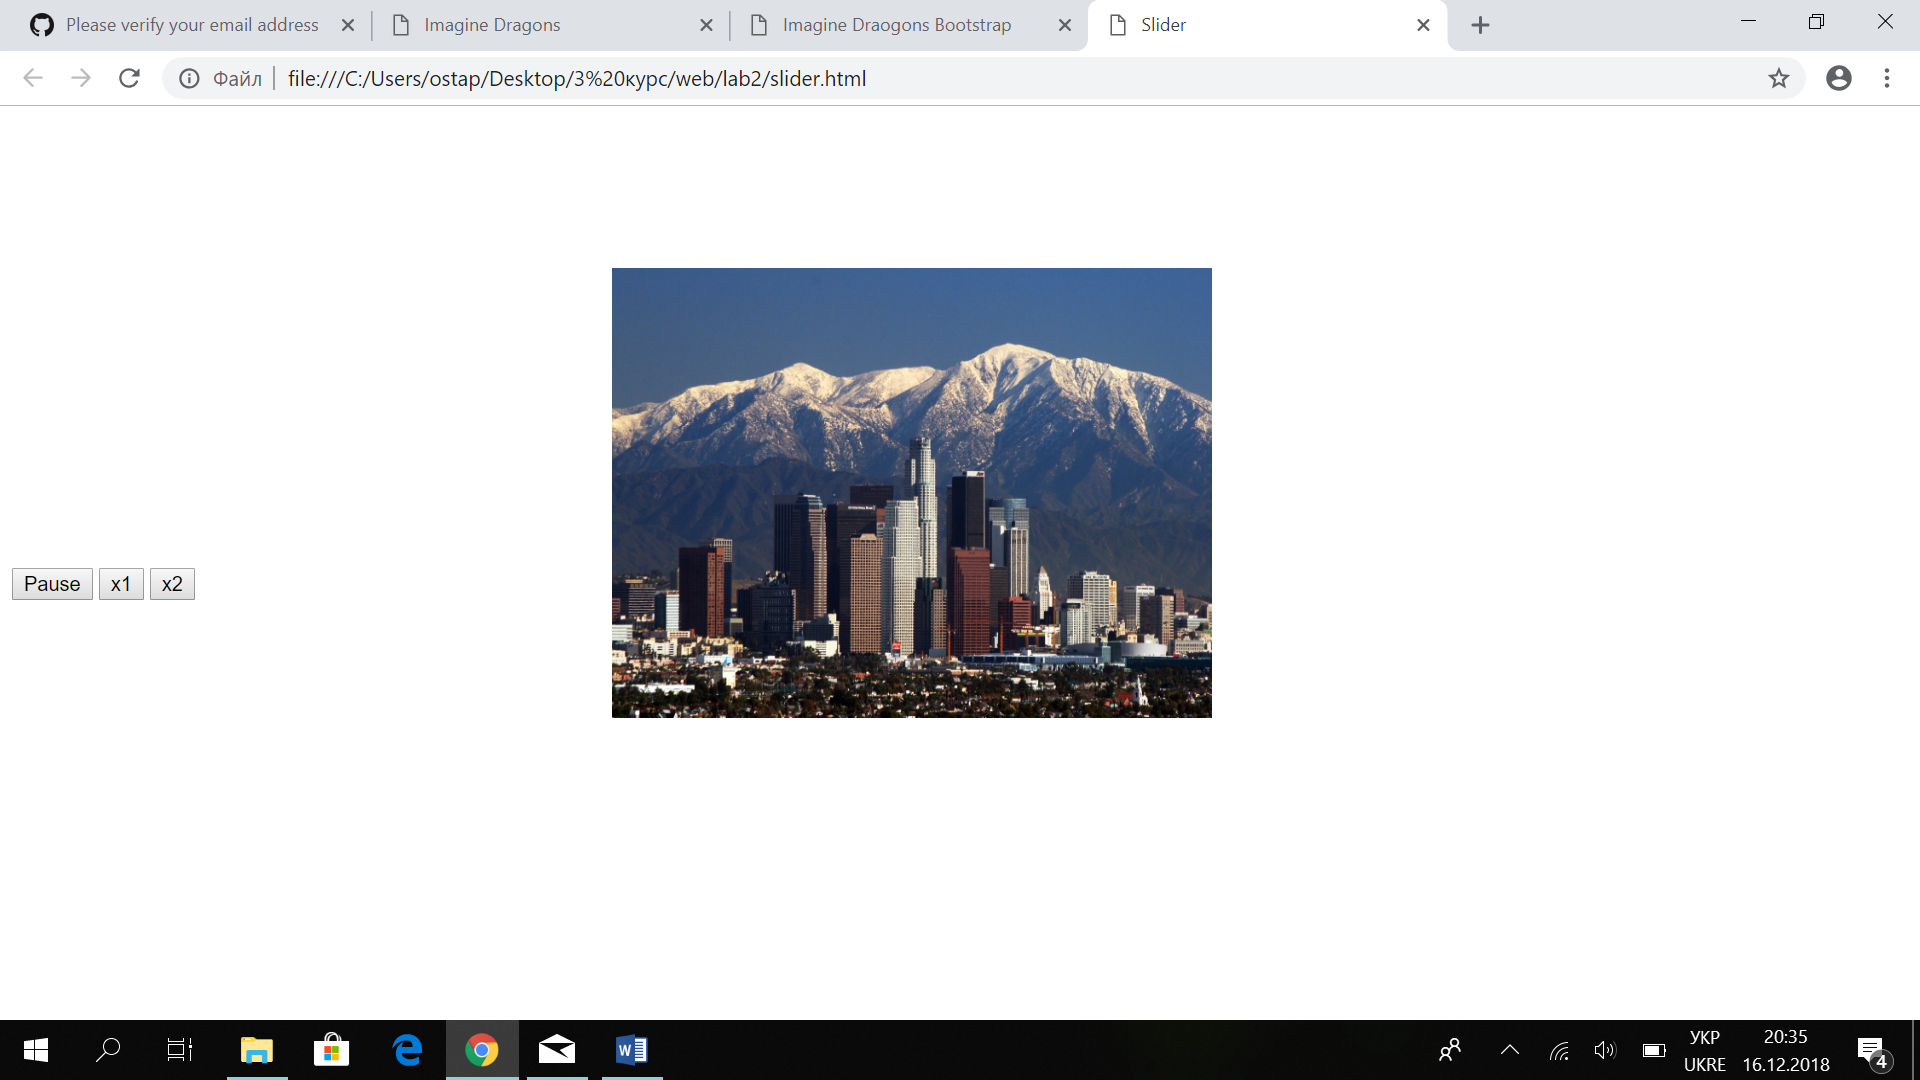 Please verify your email address
Imagine Dragons
Imagine Draogons Bootstrap
Slider
Файл
file:///C:/Users/ostap/Desktop/3%20курс/web/lab2/slider.html
Pause x1 x2
УКР
UKRE
20:35
16.12.2018
4